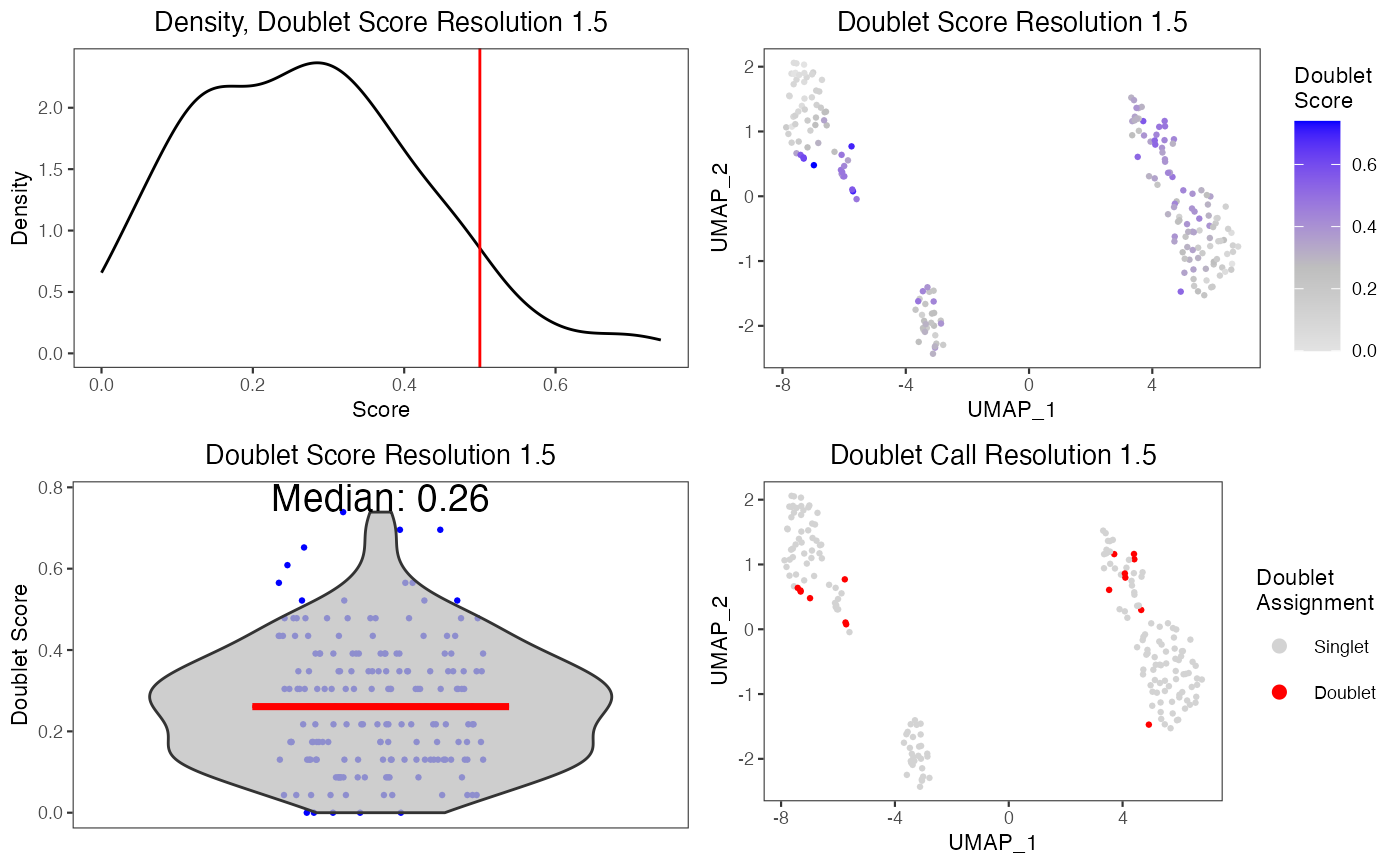 Density, Doublet Score Resolution 1.5
Density
2.0
1.5
1.0
0.5
0.0
0.0 0.2 0.4 0.6
Score
Doublet Score Resolution 1.5
UMAP_2
2
1
0
-1
-2
-8 -4 0 4
UMAP_1
Doublet
Score
0.6
0.4
0.2
0.0
Doublet Score Resolution 1.5
Median: 0.26
Doublet Score
0.8
0.6
0.4
0.2
0.0
Doublet Call Resolution 1.5
UMAP_2
2
1
0
-1
-2
-8 -4 0 4
UMAP_1
Doublet
Assignment
Singlet
Doublet